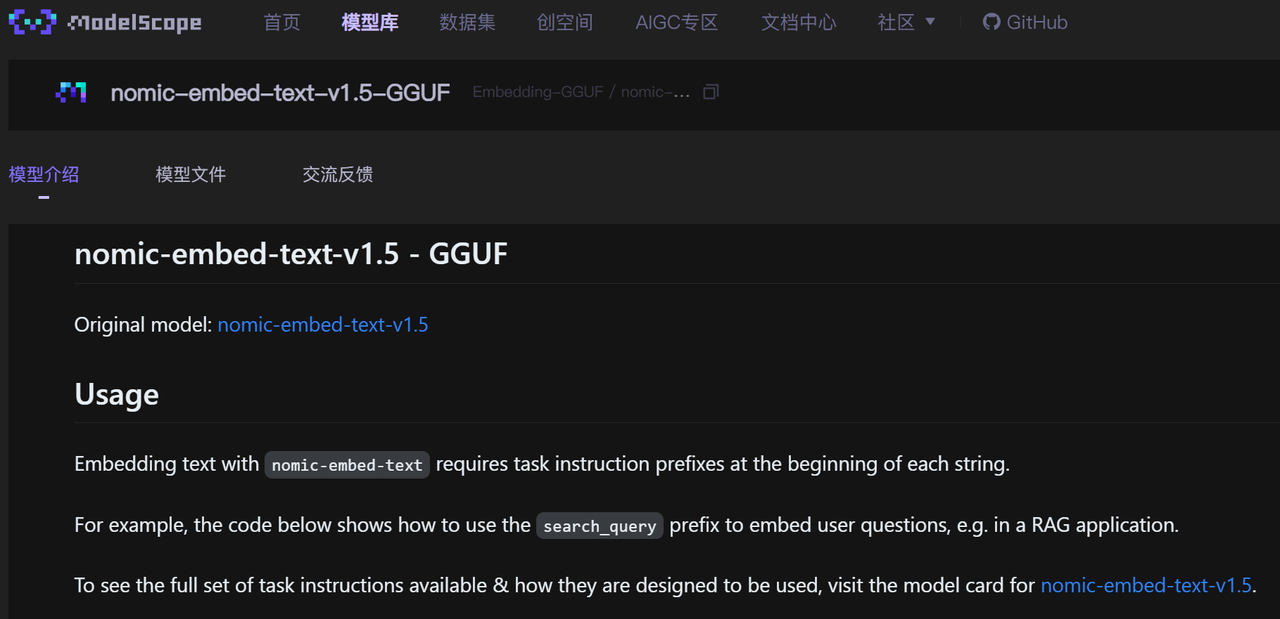 ModelScope 首页 模型库 数据集 创空间 AIGC专区 文档中心 社区 GitHub
nomic-embed-text-v1.5-GGUF Embedding-GGUF / nomic-...
模型介绍 模型文件 交流反馈
nomic-embed-text-v1.5 - GGUF
Original model: nomic-embed-text-v1.5
Usage
Embedding text with nomic-embed-text requires task instruction prefixes at the beginning of each string.
For example, the code below shows how to use the search_query prefix to embed user questions, e.g. in a RAG application.
To see the full set of task instructions available & how they are designed to be used, visit the model card for nomic-embed-text-v1.5.